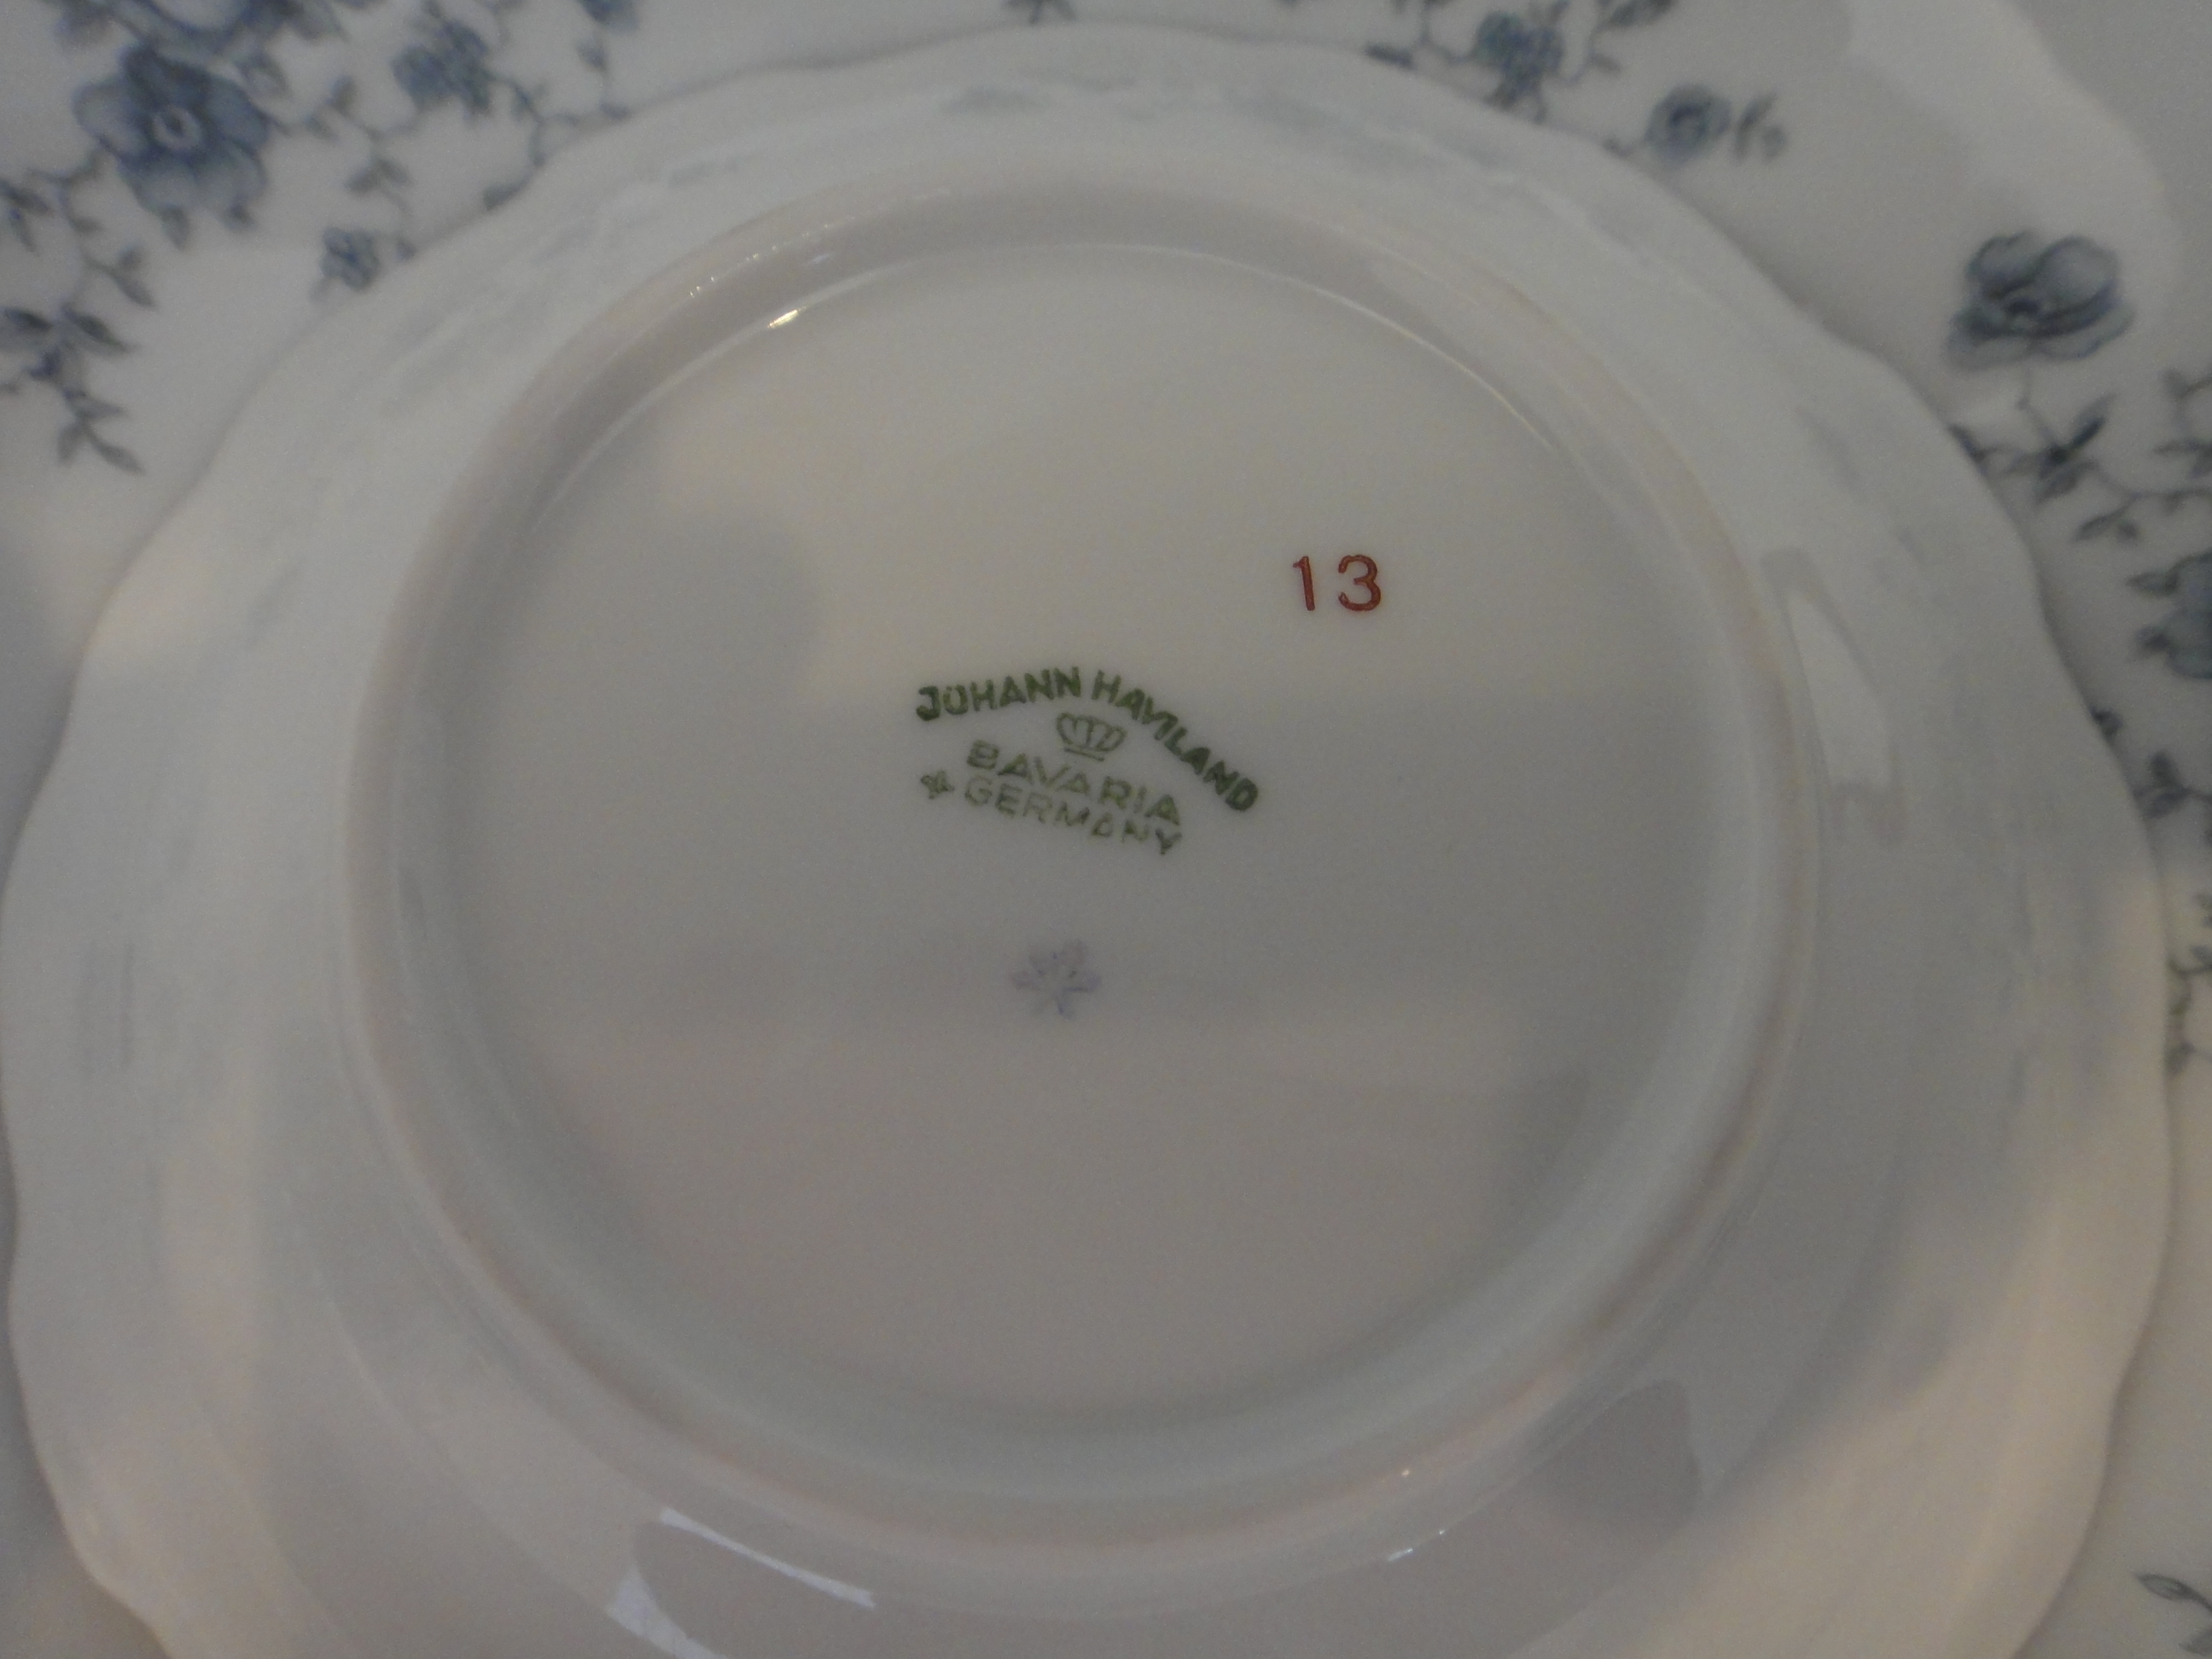 13
JOHANN HAVILAND
BAVARIA
GERMANY